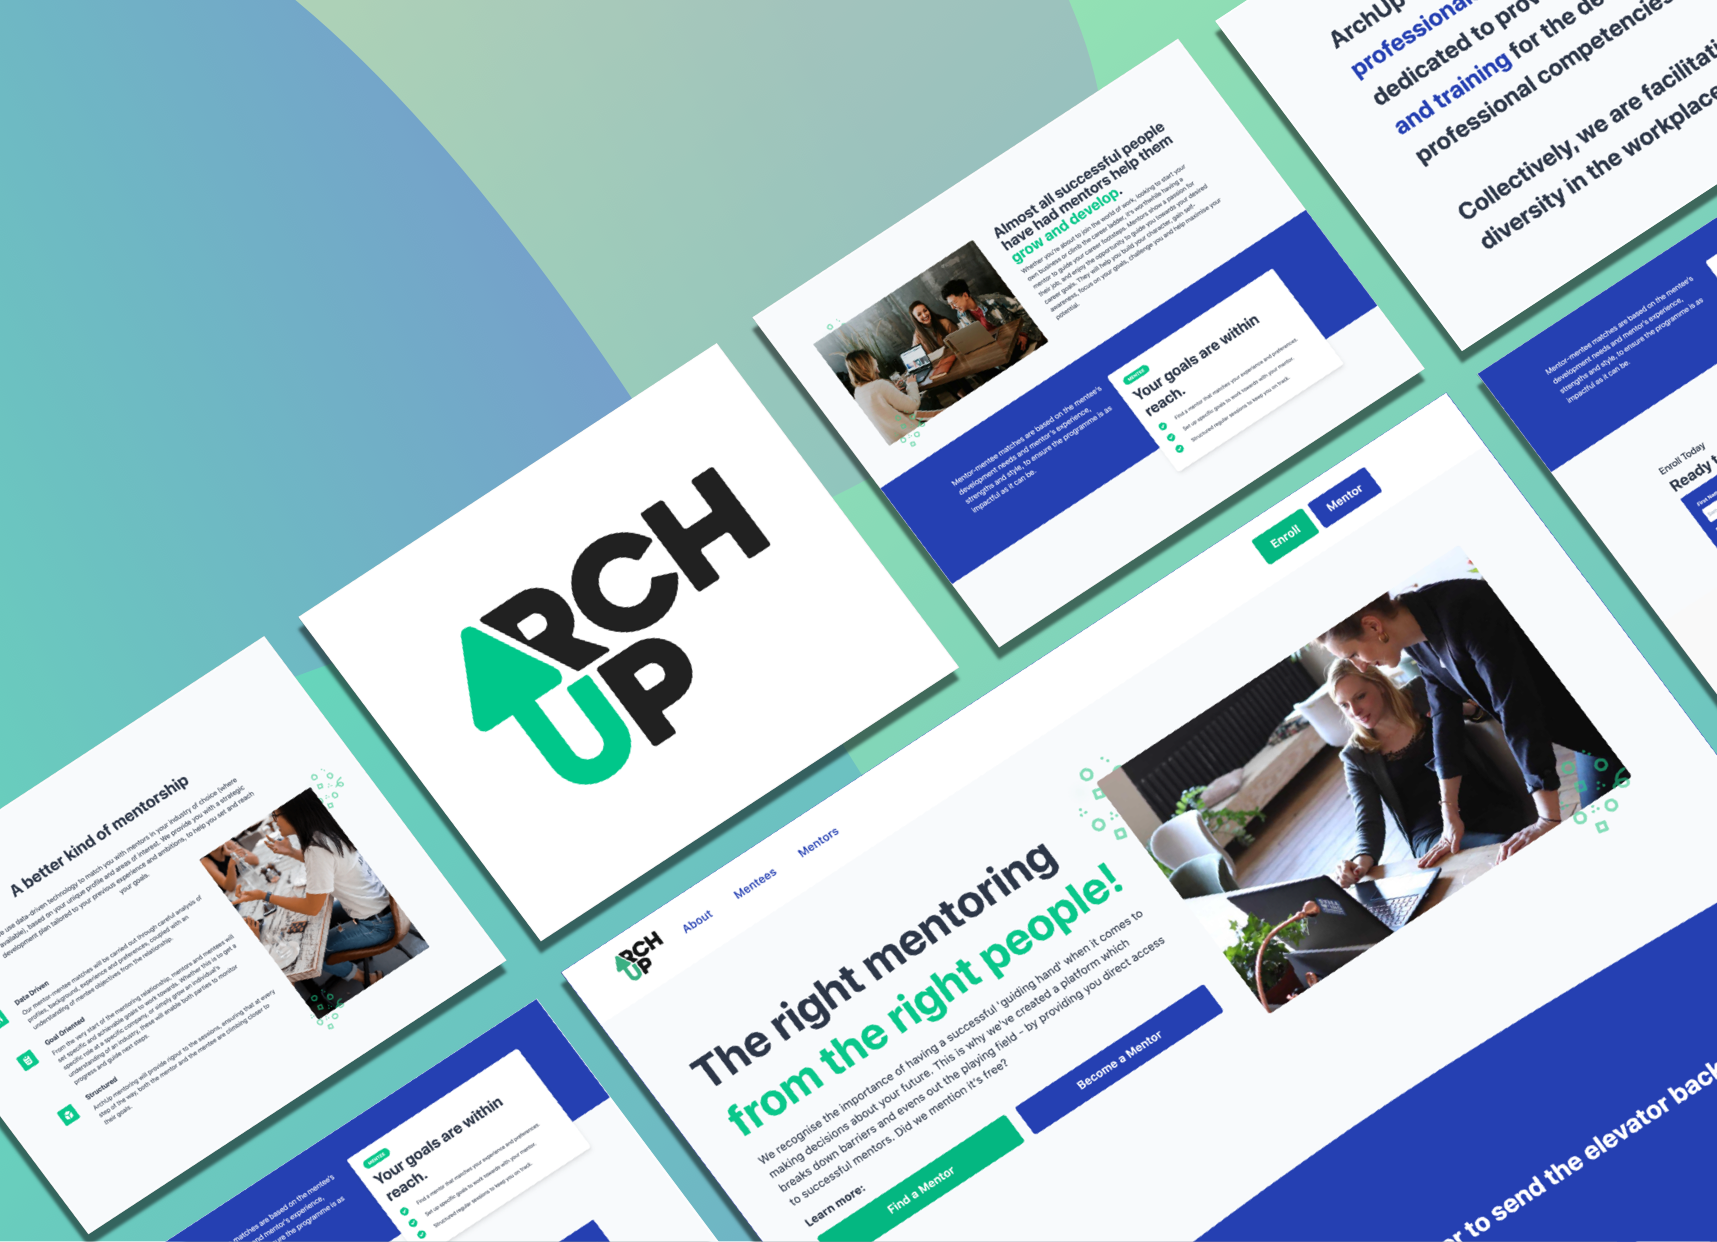 ArchUp
professional
dedicated to prov
and training for the de
professional competencies
Collectively, we are facilitati
diversity in the workplace
Almost all successful people
have had mentors help them
grow and develop.
Whether you're about to join the world of work, looking to start your
own business or climb the career ladder, it's worthwhile having a
mentor to guide your career footsteps. Mentors show a passion for
their job, and enjoy the opportunity to guide you towards your desired
career goals. They will help you build your character, gain self-
awareness, focus on your goals, challenge you and help maximise your
potential.
Mentor-mentee matches are based on the mentee's
development needs and mentor's experience,
strengths and style, to ensure the programme is as
impactful as it can be.
MENTEE
Your goals are within
reach.
Find a mentor that matches your experience and preferences.
Set up specific goals to work towards with your mentor.
Structured regular sessions to keep you on track.
Mentor-mentee matches are based on the mentee's
development needs and mentor's experience,
strengths and style, to ensure the programme is as
impactful as it can be.
Enroll Today
Ready t
First Na
RCH
UP
Enroll
Mentor
RCH
UP
About
Mentees
Mentors
The right mentoring
from the right people!
We recognise the importance of having a successful 'guiding hand' when it comes to
making decisions about your future. This is why we've created a platform which
breaks down barriers and evens out the playing field – by providing you direct access
to successful mentors. Did we mention it's free?
Learn more:
Find a Mentor
Become a Mentor
or to send the elevator back
A better kind of mentorship
e use data-driven technology to match you with mentors in your industry of choice (where
available), based on your unique profile and areas of interest. We provide you with a strategic
development plan tailored to your previous experience and ambitions, to help you set and reach
your goals.
Data Driven
Our mentor-mentee matches will be carried out through careful analysis of
profiles, background, experience and preferences, coupled with an
understanding of mentee objectives from the relationship.
Goal Oriented
From the very start of the mentoring relationship, mentors and mentees will
set specific and achievable goals to work towards. Whether this is to get a
specific role at a specific company, or simply grow an individual's
understanding of an industry, these will enable both parties to monitor
progress and guide next steps.
Structured
ArchUp mentoring will provide rigour to the sessions, ensuring that at every
step of the way, both the mentor and the mentee are climbing closer to
their goals.
matches are based on the mentee's
and mentor's experience,
ure the programme is as
MENTEE
Your goals are within
reach.
Find a mentor that matches your experience and preferences.
Set up specific goals to work towards with your mentor.
Structured regular sessions to keep you on track.